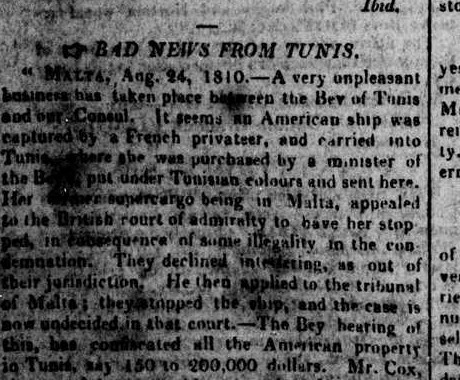 Ibid.
sto
BAD NEWS FROM TUNIS.
"MALTA, Aug. 24, 1810.—A very unpleasant
business has taken place between the Bey of Tunis
and our Consul. It seems an American ship was
captured by a French privateer, and carried into
Tunis, where she was purchased by a minister of
the Bey, put under Tunisian colours and sent here.
Her former supercargo being in Malta, appealed
to the British court of admiralty to have her stop-
ped, in consequence of some illegality in the con-
demnation. They declined interfering, as out of
their jurisdiction. He then applied to the tribunal
of Malta; they stopped the ship, and the case is
now undecided in that court.—The Bey hearing of
this, has confiscated all the American property
in Tunis, say 150 to 200,000 dollars. Mr. Cox,